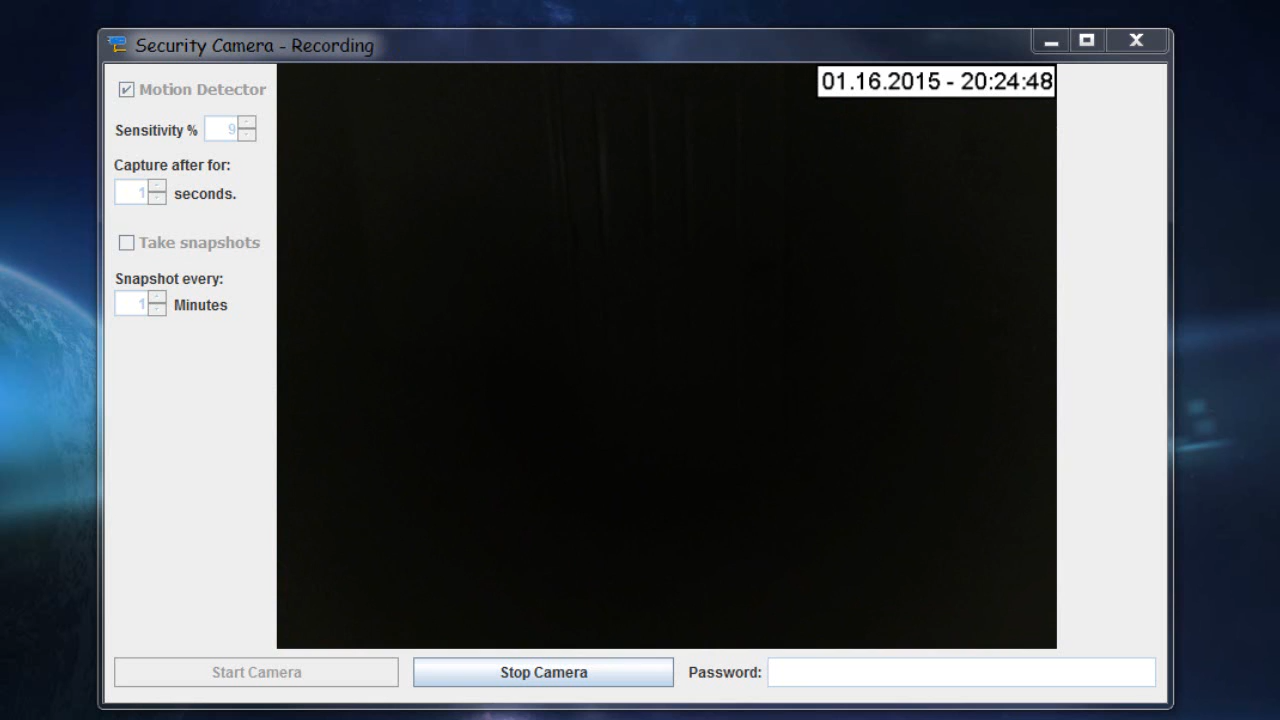 Security Camera - Recording
01.16.2015 - 20:24:48
Motion Detector
Sensitivity % 9
Capture after for:
1 seconds.
Take snapshots
Snapshot every:
1 Minutes
Start Camera
Stop Camera
Password: